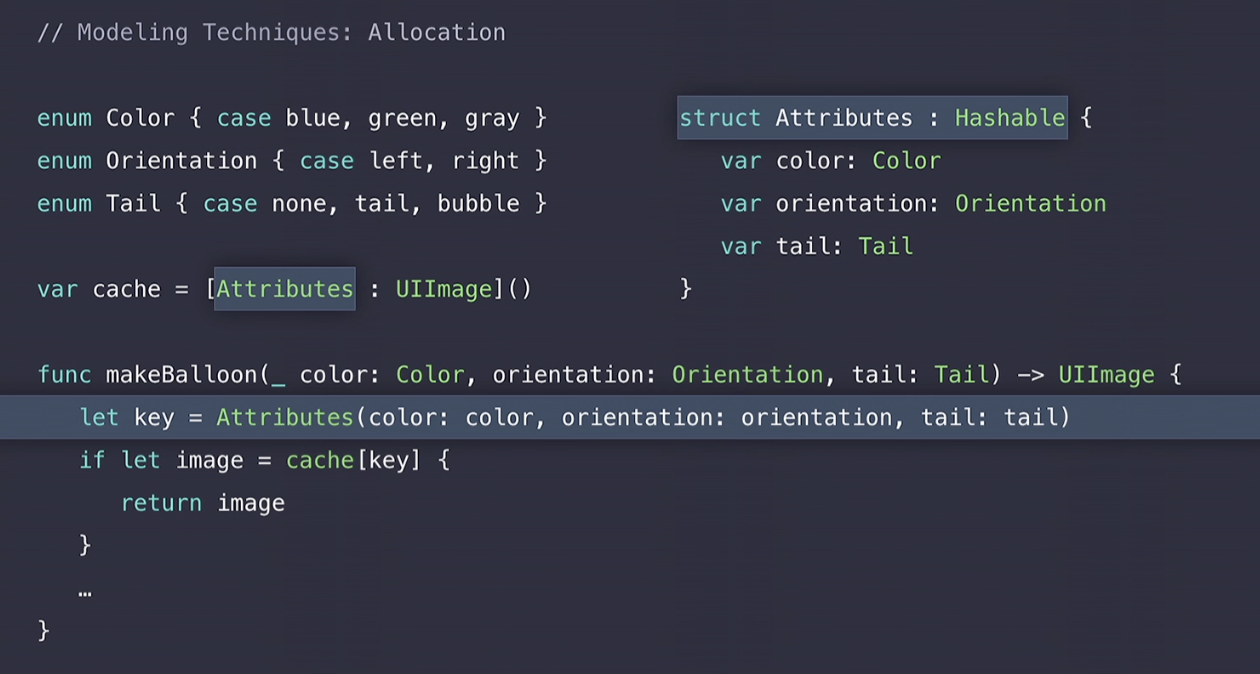 // Modeling Techniques: Allocation
enum Color { case blue, green, gray }
enum Orientation { case left, right }
enum Tail { case none, tail, bubble }
var cache = [Attributes : UIImage]()
struct Attributes : Hashable {
var color: Color
var orientation: Orientation
var tail: Tail
}
func makeBalloon(_ color: Color, orientation: Orientation, tail: Tail) -> UIImage {
let key = Attributes(color: color, orientation: orientation, tail: tail)
if let image = cache[key] {
return image
}
…
}